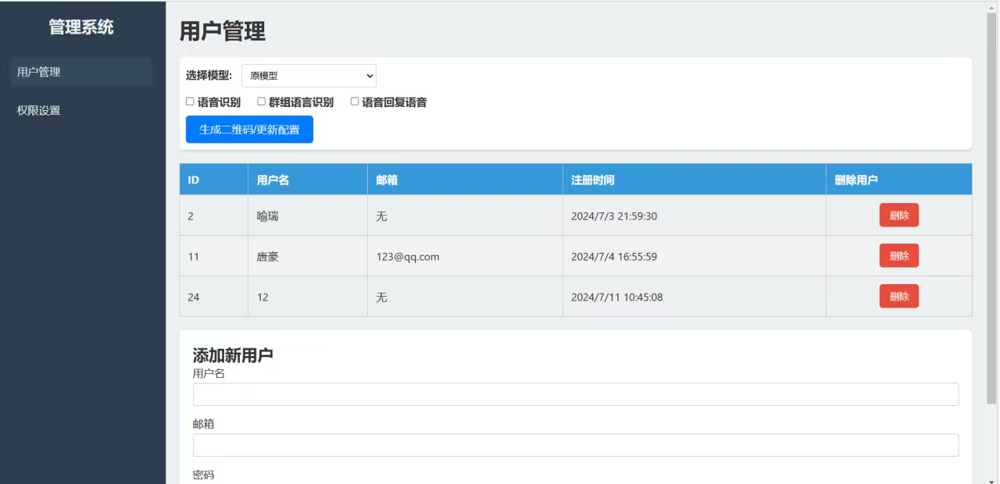 管理系统
用户管理
权限设置
用户管理
选择模型: 原模型
语音识别 群组语言识别 语音回复语音
生成二维码/更新配置
ID 用户名 邮箱 注册时间 删除用户
2 喻瑞 无 2024/7/3 21:59:30 删除
11 唐豪 123@qq.com 2024/7/4 16:55:59 删除
24 12 无 2024/7/11 10:45:08 删除
添加新用户
用户名
邮箱
密码